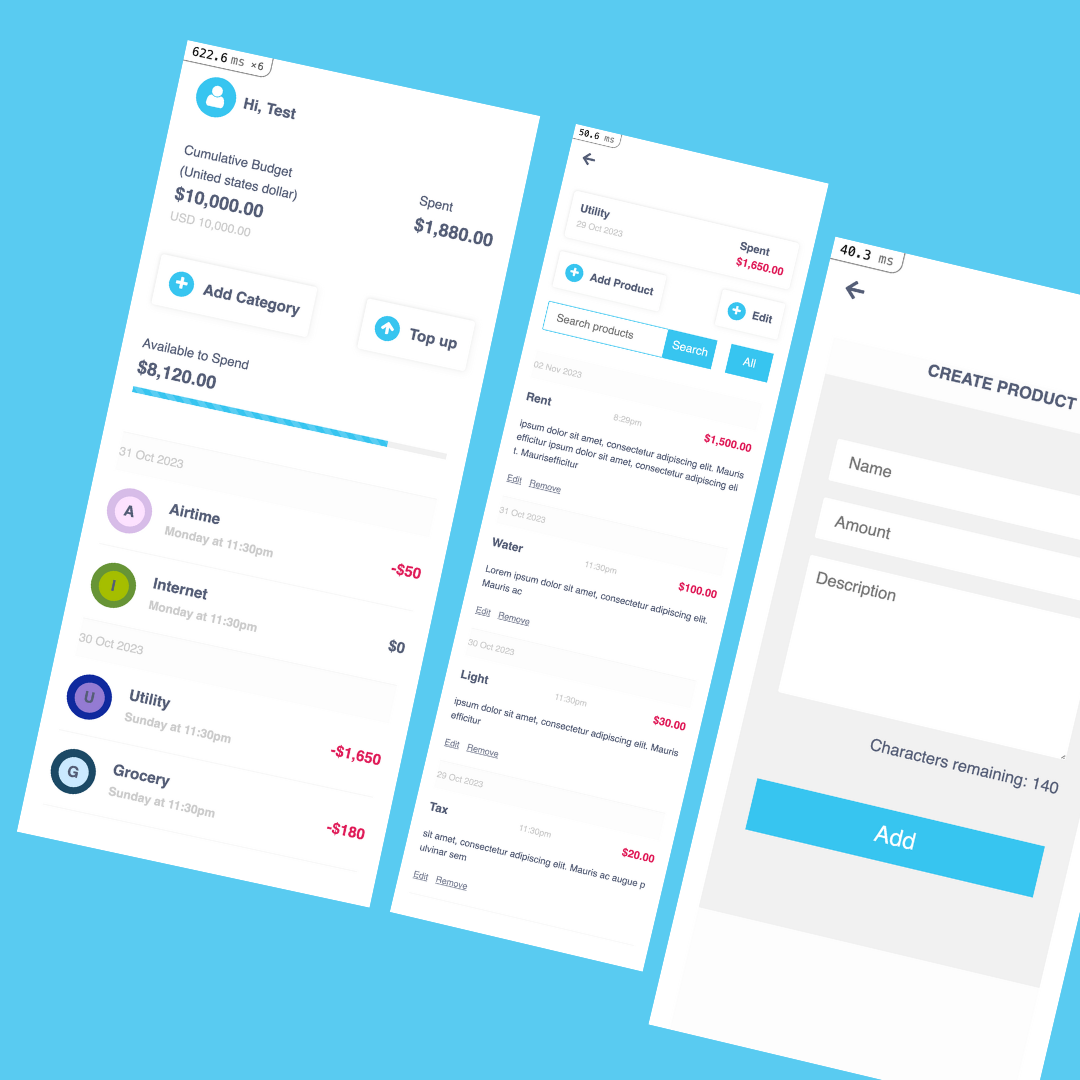 622.6 ms ×6
Hi, Test
Cumulative Budget
(United states dollar)
$10,000.00
USD 10,000.00
Spent
$1,880.00
Add Category
Top up
Available to Spend
$8,120.00
31 Oct 2023
A
Airtime
Monday at 11:30pm
-$50
I
Internet
Monday at 11:30pm
$0
30 Oct 2023
U
Utility
Sunday at 11:30pm
-$1,650
G
Grocery
Sunday at 11:30pm
-$180
50.6 ms
Utility
29 Oct 2023
Spent
$1,650.00
Add Product
Edit
Search products
Search
All
02 Nov 2023
Rent
8:29pm
$1,500.00
ipsum dolor sit amet, consectetur adipiscing elit. Mauris
efficitur ipsum dolor sit amet, consectetur adipiscing eli
t. Maurisefficitur
Edit Remove
31 Oct 2023
Water
11:30pm
$100.00
Lorem ipsum dolor sit amet, consectetur adipiscing elit.
Mauris ac
Edit Remove
30 Oct 2023
Light
11:30pm
$30.00
ipsum dolor sit amet, consectetur adipiscing elit. Mauris
efficitur
Edit Remove
29 Oct 2023
Tax
11:30pm
$20.00
sit amet, consectetur adipiscing elit. Mauris ac augue p
ulvinar sem
Edit Remove
40.3 ms
CREATE PRODUCT
Name
Amount
Description
Characters remaining: 140
Add